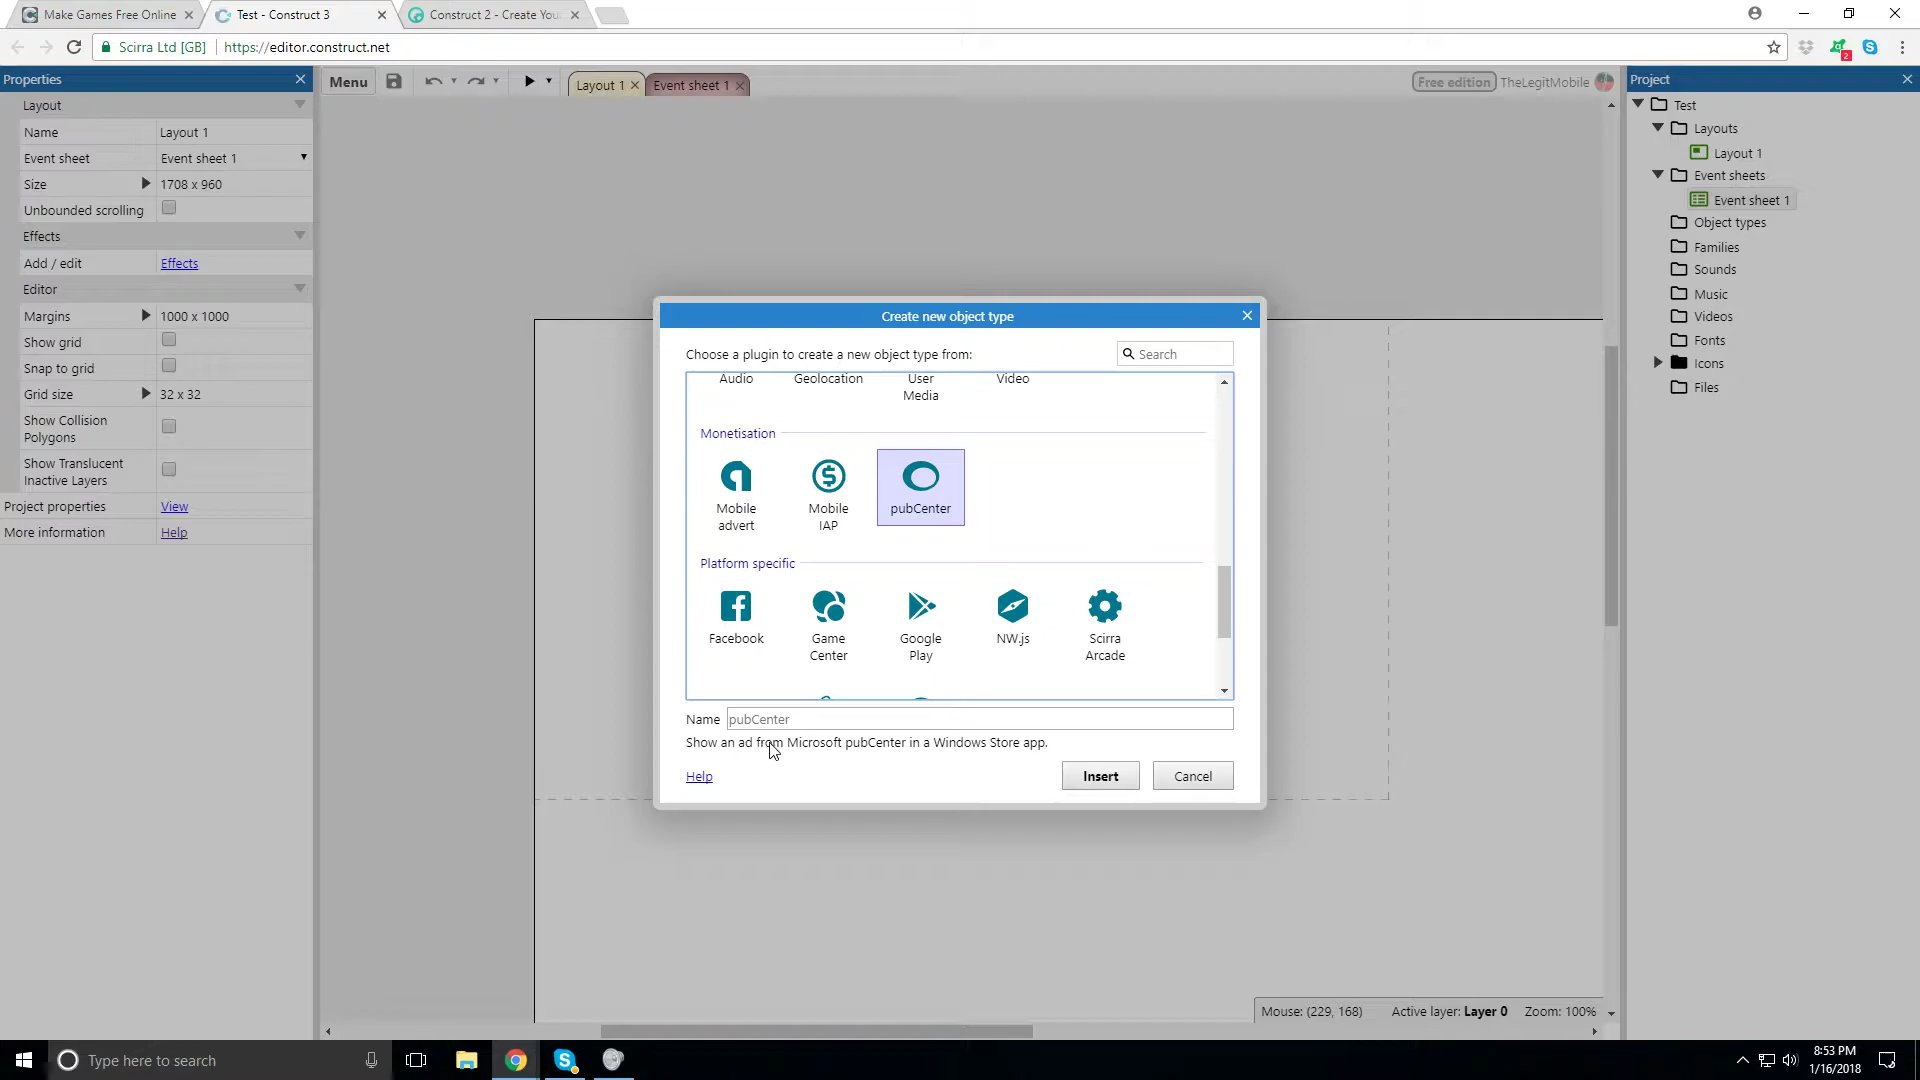 Make Games Free Online
Test - Construct 3
Construct 2 - Create You
Scirra Ltd [GB]
https://editor.construct.net
2
Properties
Menu
Layout 1
Event sheet 1
Free edition
TheLegitMobile
Project
Layout
Name
Layout 1
Event sheet
Event sheet 1
Size
1708 x 960
Unbounded scrolling
Effects
Add / edit
Effects
Editor
Margins
1000 x 1000
Show grid
Snap to grid
Grid size
32 x 32
Show Collision
Polygons
Show Translucent
Inactive Layers
Project properties
View
More information
Help
Test
Layouts
Layout 1
Event sheets
Event sheet 1
Object types
Families
Sounds
Music
Videos
Fonts
Icons
Files
Create new object type
Choose a plugin to create a new object type from:
Search
Audio
Geolocation
User
Media
Video
Monetisation
Mobile
advert
Mobile
IAP
pubCenter
Platform specific
Facebook
Game
Center
Google
Play
NW.js
Scirra
Arcade
Name
pubCenter
Show an ad from Microsoft pubCenter in a Windows Store app.
Help
Insert
Cancel
Mouse: (229, 168)
Active layer: Layer 0
Zoom: 100%
Type here to search
8:53 PM
1/16/2018